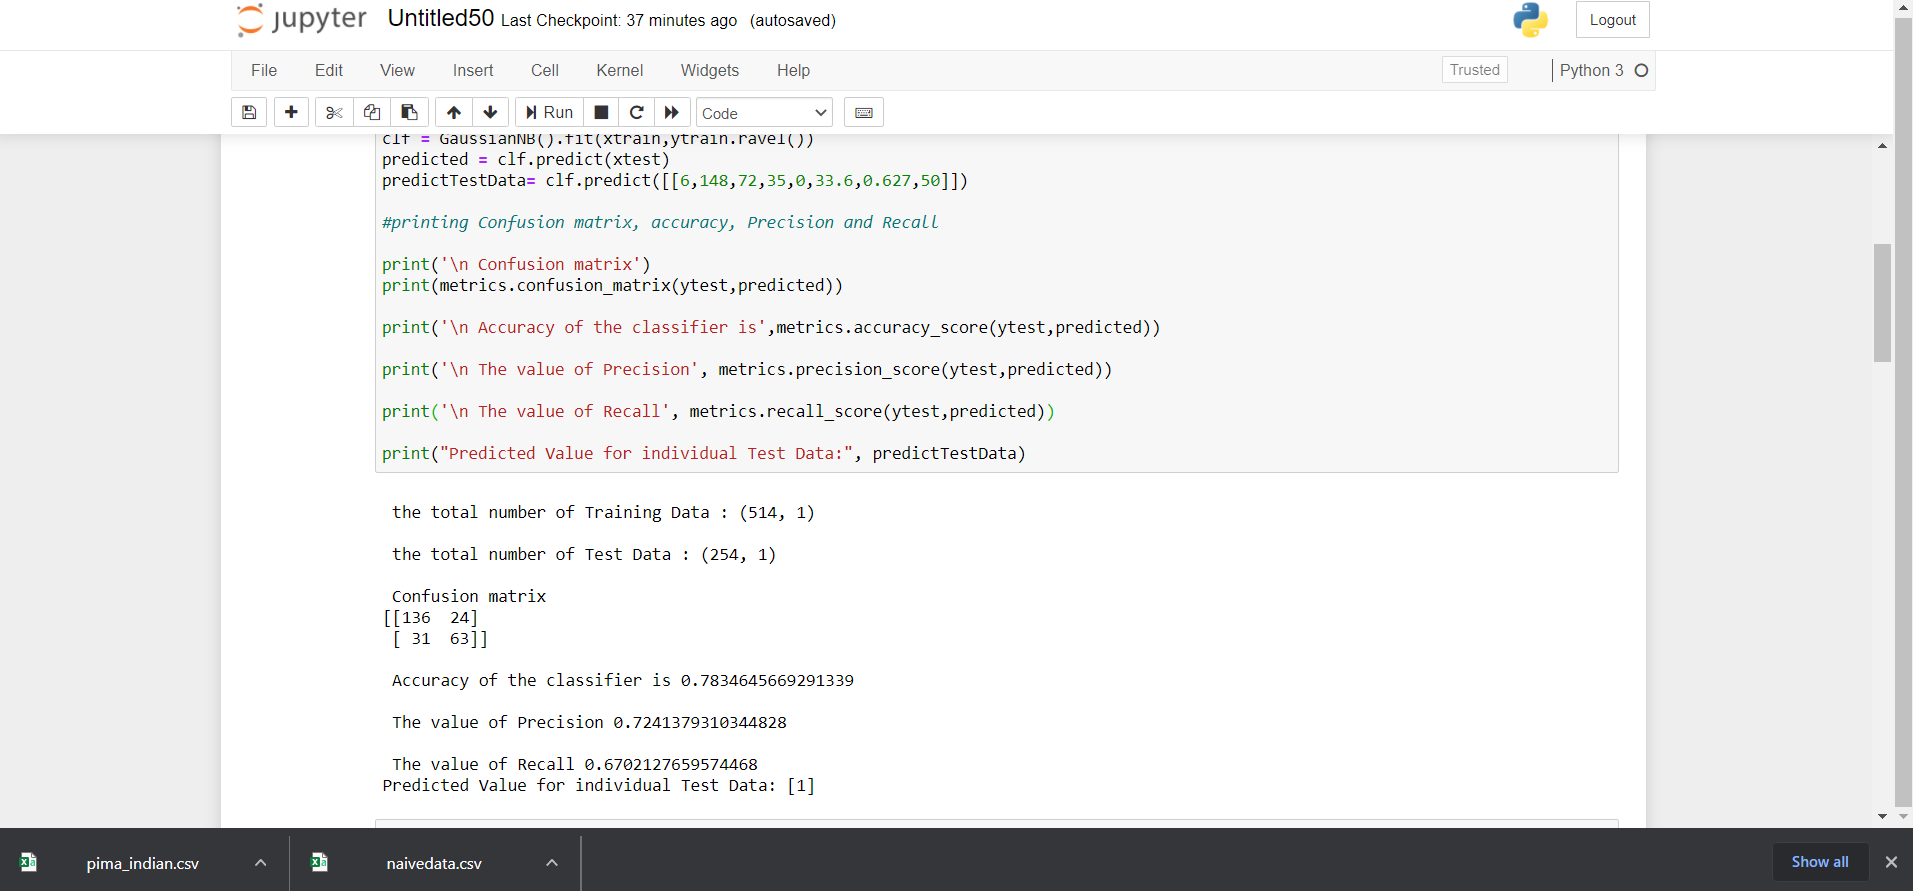 jupyter Untitled50 Last Checkpoint: 37 minutes ago (autosaved)
Logout
File Edit View Insert Cell Kernel Widgets Help
Trusted
Python 3
Run
Code
clf = GaussianNB().fit(xtrain,ytrain.ravel())
predicted = clf.predict(xtest)
predictTestData= clf.predict([[6,148,72,35,0,33.6,0.627,50]])
#printing Confusion matrix, accuracy, Precision and Recall
print('\n Confusion matrix')
print(metrics.confusion_matrix(ytest,predicted))
print('\n Accuracy of the classifier is',metrics.accuracy_score(ytest,predicted))
print('\n The value of Precision', metrics.precision_score(ytest,predicted))
print('\n The value of Recall', metrics.recall_score(ytest,predicted))
print("Predicted Value for individual Test Data:", predictTestData)
the total number of Training Data : (514, 1)
the total number of Test Data : (254, 1)
Confusion matrix
[[136  24]
[ 31  63]]
Accuracy of the classifier is 0.7834645669291339
The value of Precision 0.7241379310344828
The value of Recall 0.6702127659574468
Predicted Value for individual Test Data: [1]
pima_indian.csv
naivedata.csv
Show all